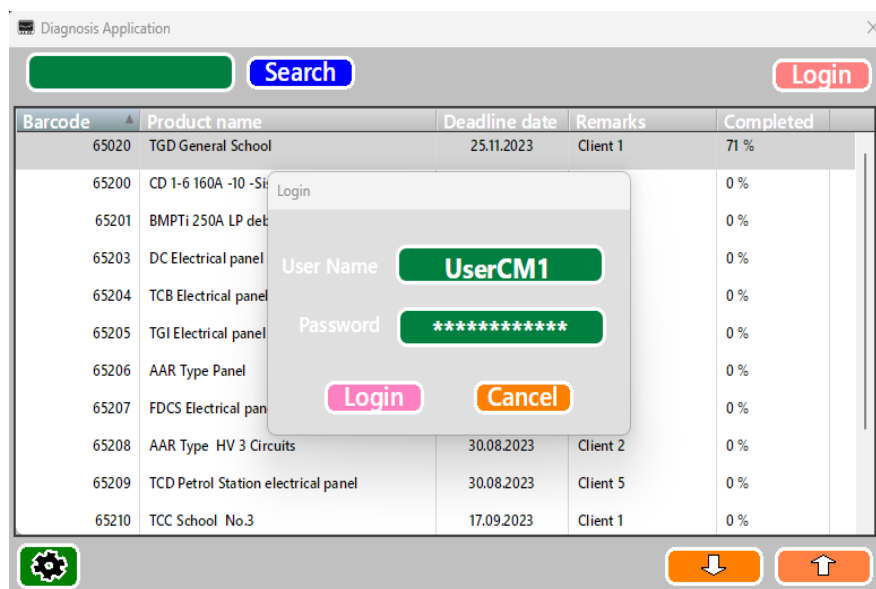 Diagnosis Application
Search
Login
Barcode Product name Deadline date Remarks Completed
65020 TGD General School 25.11.2023 Client 1 71 %
65200 CD 1-6 160A -10 0 %
65201 BMPTi 250A LP 0 %
65203 DC Electrical panel 0 %
65204 TCB Electrical panel 0 %
65205 TGI Electrical panel 0 %
65206 AAR Type Panel 0 %
65207 FDCS Electrical 0 %
65208 AAR Type HV 3 Circuits 30.08.2023 Client 2 0 %
65209 TCD Petrol Station electrical panel 30.08.2023 Client 5 0 %
65210 TCC School No.3 17.09.2023 Client 1 0 %
Login
User Name UserCM1
Password ************
Login Cancel